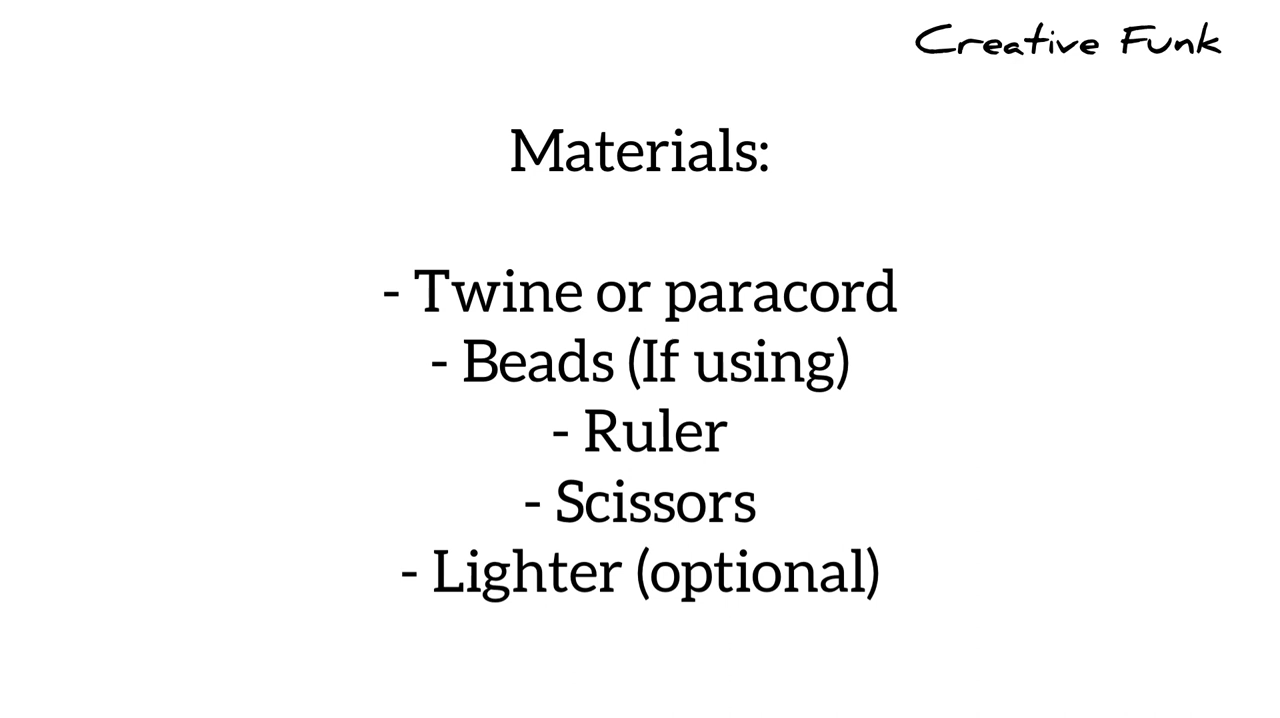 Creative Funk
Materials:
- Twine or paracord
- Beads (If using)
- Ruler
- Scissors
- Lighter (optional)